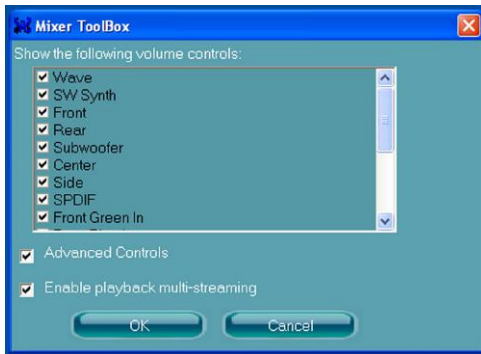 Mixer ToolBox
Show the following volume controls:
Wave
SW Synth
Front
Rear
Subwoofer
Center
Side
SPDIF
Front Green In
Advanced Controls
Enable playback multi-streaming
OK Cancel